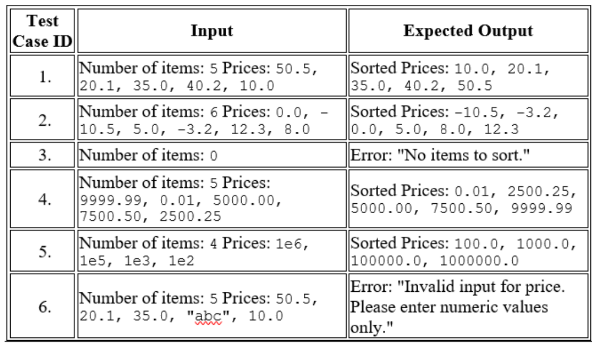 Test
Case ID
Input
Expected Output
1.
Number of items: 5 Prices: 50.5,
20.1, 35.0, 40.2, 10.0
Sorted Prices: 10.0, 20.1,
35.0, 40.2, 50.5
2.
Number of items: 6 Prices: 0.0, -
10.5, 5.0, -3.2, 12.3, 8.0
Sorted Prices: -10.5, -3.2,
0.0, 5.0, 8.0, 12.3
3.
Number of items: 0
Error: "No items to sort."
4.
Number of items: 5 Prices:
9999.99, 0.01, 5000.00,
7500.50, 2500.25
Sorted Prices: 0.01, 2500.25,
5000.00, 7500.50, 9999.99
5.
Number of items: 4 Prices: 1e6,
1e5, 1e3, 1e2
Sorted Prices: 100.0, 1000.0,
100000.0, 1000000.0
6.
Number of items: 5 Prices: 50.5,
20.1, 35.0, "abc", 10.0
Error: "Invalid input for price.
Please enter numeric values
only."